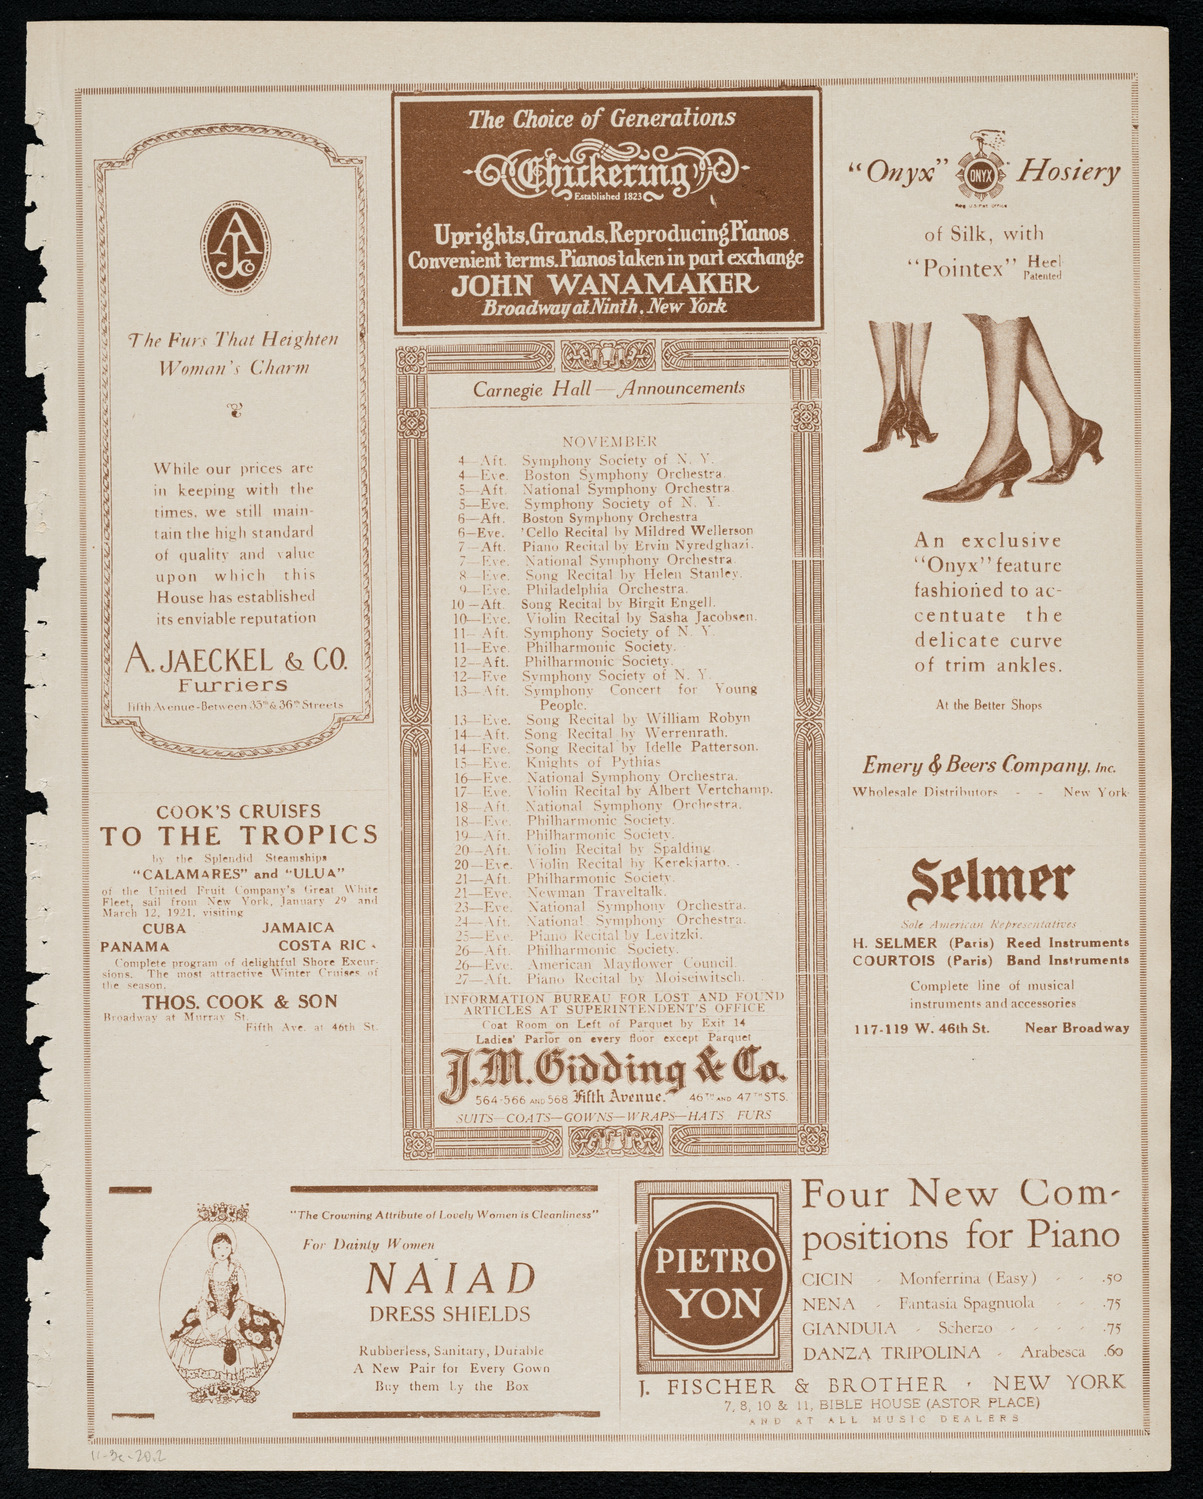 The Choice of Generations
Chickering
Established 1823
Uprights, Grands, Reproducing Pianos
Convenient terms. Pianos taken in part exchange
JOHN WANAMAKER
Broadway at Ninth, New York
AJCo
The Furs That Heighten
Woman's Charm
While our prices are
in keeping with the
times, we still main-
tain the high standard
of quality and value
upon which this
House has established
its enviable reputation
A. JAECKEL & CO.
Furriers
Fifth Avenue-Between 35th & 36th Streets
COOK'S CRUISES
TO THE TROPICS
by the Splendid Steamships
"CALAMARES" and "ULUA"
of the United Fruit Company's Great White
Fleet, sail from New York, January 29 and
March 12, 1921, visiting
CUBA JAMAICA
PANAMA COSTA RIC
Complete program of delightful Shore Excur-
sions. The most attractive Winter Cruises of
the season.
THOS. COOK & SON
Broadway at Murray St.
Fifth Ave. at 46th St.
Carnegie Hall—Announcements
NOVEMBER
4—Aft. Symphony Society of N. Y.
4—Eve. Boston Symphony Orchestra.
5—Aft. National Symphony Orchestra.
5—Eve. Symphony Society of N. Y.
6—Aft. Boston Symphony Orchestra
6—Eve. 'Cello Recital by Mildred Wellerson
7—Aft. Piano Recital by Ervin Nyredghazi.
7—Eve. National Symphony Orchestra.
8—Eve. Song Recital by Helen Stanley.
9—Eve. Philadelphia Orchestra.
10—Aft. Song Recital by Birgit Engell.
10—Eve. Violin Recital by Sasha Jacobsen.
11—Aft. Symphony Society of N. Y.
11—Eve. Philharmonic Society.
12—Aft. Philharmonic Society.
12—Eve Symphony Society of N. Y.
13—Aft. Symphony Concert for Young
People.
13—Eve. Song Recital by William Robyn
14—Aft. Song Recital by Werrenrath.
14—Eve. Song Recital by Idelle Patterson.
15—Eve. Knights of Pythias
16—Eve. National Symphony Orchestra.
17—Eve. Violin Recital by Albert Vertchamp.
18—Aft. National Symphony Orchestra.
18—Eve. Philharmonic Society.
19—Aft. Philharmonic Society.
20—Aft. Violin Recital by Spalding
20—Eve. Violin Recital by Kerekjarto.
21—Aft. Philharmonic Society.
21—Eve. Newman Traveltalk.
23—Eve. National Symphony Orchestra.
24—Aft. National Symphony Orchestra.
25—Eve. Piano Recital by Levitzki.
26—Aft. Philharmonic Society.
26—Eve. American Mayflower Council
27—Aft. Piano Recital by Moiseiwitsch.
INFORMATION BUREAU FOR LOST AND FOUND
ARTICLES AT SUPERINTENDENT'S OFFICE
Coat Room on Left of Parquet by Exit 14
Ladies' Parlor on every floor except Parquet
J.M. Gidding & Co.
564-566 AND 568 Fifth Avenue. 46TH AND 47TH STS.
SUITS—COATS—GOWNS—WRAPS—HATS FURS
"Onyx" ONYX Hosiery
Reg. U.S. Pat. Office
of Silk, with
"Pointex" Heel
Patented
An exclusive
"Onyx" feature
fashioned to ac-
centuate the
delicate curve
of trim ankles.
At the Better Shops
Emery & Beers Company, Inc.
Wholesale Distributors - - New York
Selmer
Sole American Representatives
H. SELMER (Paris) Reed Instruments
COURTOIS (Paris) Band Instruments
Complete line of musical
instruments and accessories
117-119 W. 46th St. Near Broadway
"The Crowning Attribute of Lovely Women is Cleanliness"
For Dainty Women
NAIAD
DRESS SHIELDS
Rubberless, Sanitary, Durable
A New Pair for Every Gown
Buy them by the Box
PIETRO
YON
Four New Com-
positions for Piano
CICIN - Monferrina (Easy) - - .50
NENA - Fantasia Spagnuola - - .75
GIANDUIA Scherzo - - - - .75
DANZA TRIPOLINA - Arabesca .60
J. FISCHER & BROTHER · NEW YORK
7, 8, 10 & 11, BIBLE HOUSE (ASTOR PLACE)
AND AT ALL MUSIC DEALERS
11-3e-20.2